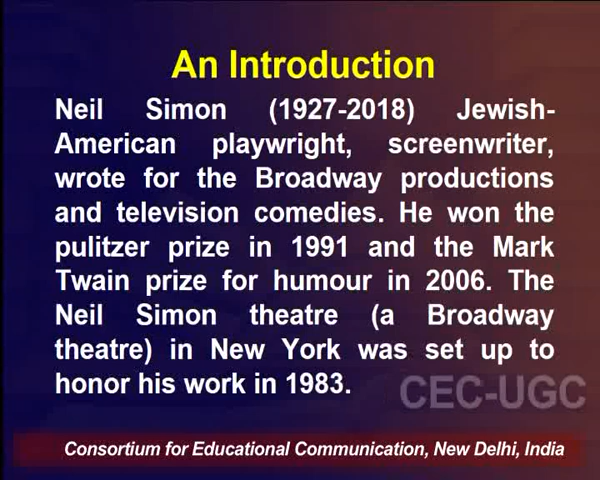 An Introduction
Neil Simon (1927-2018) Jewish-
American playwright, screenwriter,
wrote for the Broadway productions
and television comedies. He won the
pulitzer prize in 1991 and the Mark
Twain prize for humour in 2006. The
Neil Simon theatre (a Broadway
theatre) in New York was set up to
honor his work in 1983.
CEC-UGC
Consortium for Educational Communication, New Delhi, India